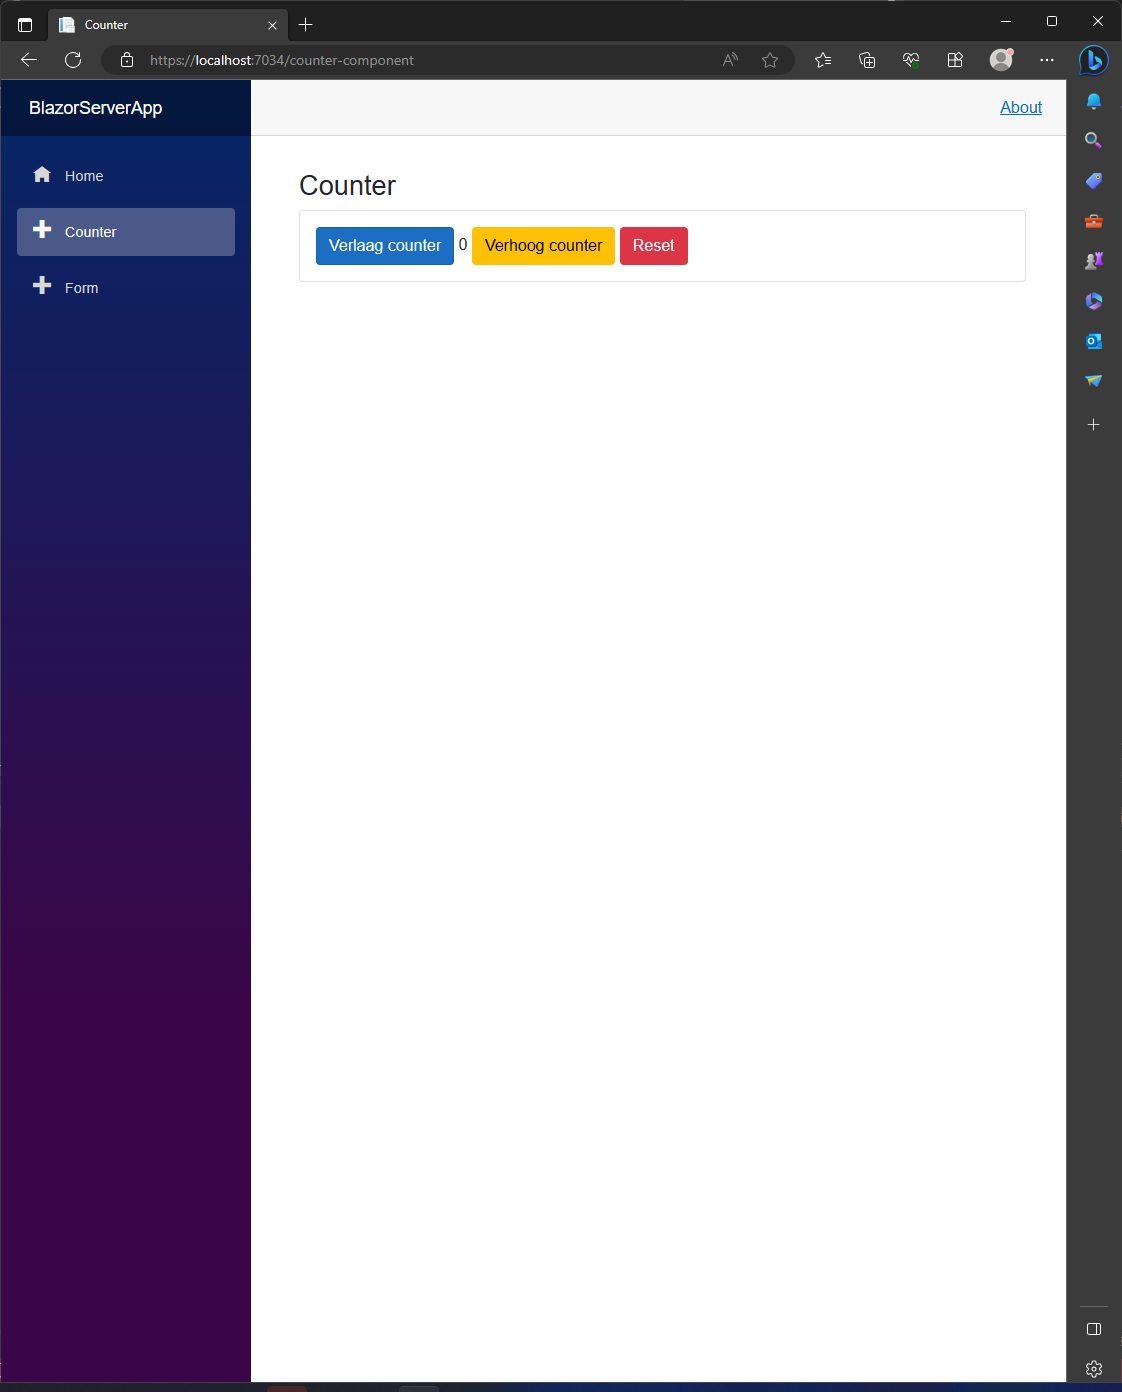 Counter
https://localhost:7034/counter-component
BlazorServerApp
About
Home
Counter
Form
Counter
Verlaag counter 0 Verhoog counter Reset